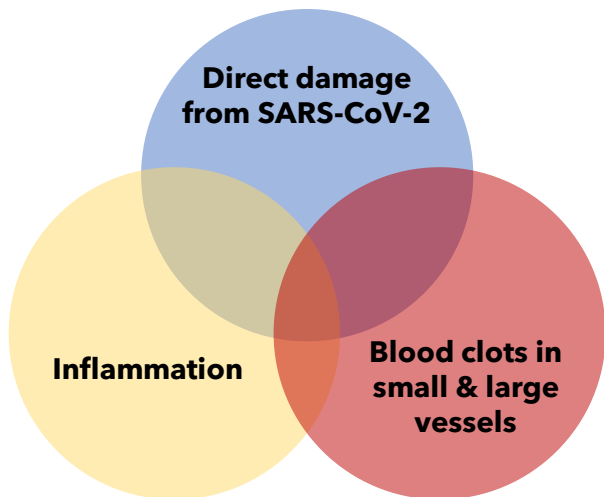 Direct damage
from SARS-CoV-2
Inflammation
Blood clots in
small & large
vessels